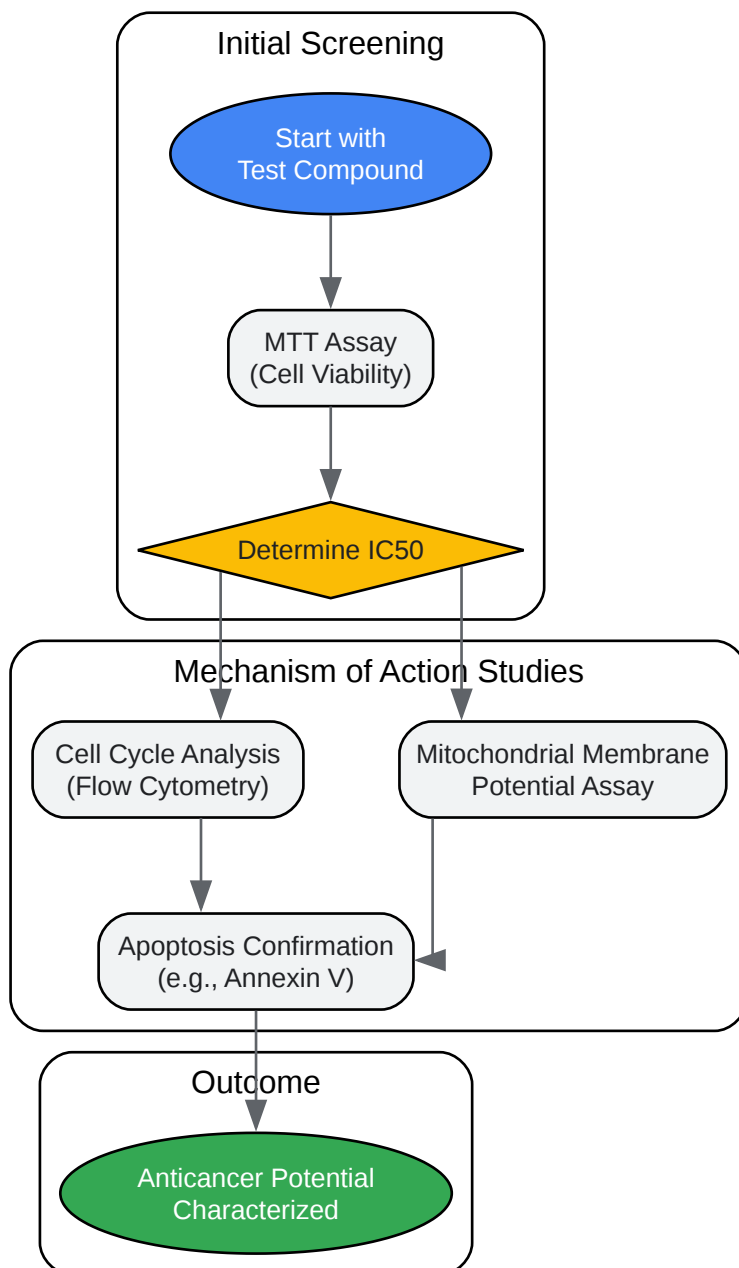 Initial Screening
Start with
Test Compound
MTT Assay
(Cell Viability)
Determine IC50
Mechanism of Action Studies
Cell Cycle Analysis
(Flow Cytometry)
Mitochondrial Membrane
Potential Assay
Apoptosis Confirmation
(e.g., Annexin V)
Outcome
Anticancer Potential
Characterized